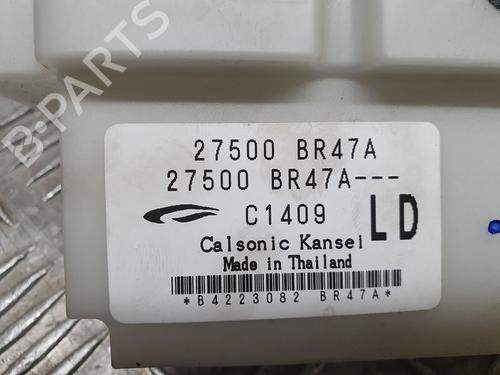 B-PARTS
27500 BR47A
27500 BR47A---
C1409
LD
Calsonic Kansei
Made in Thailand
*B4223082 BR47A*